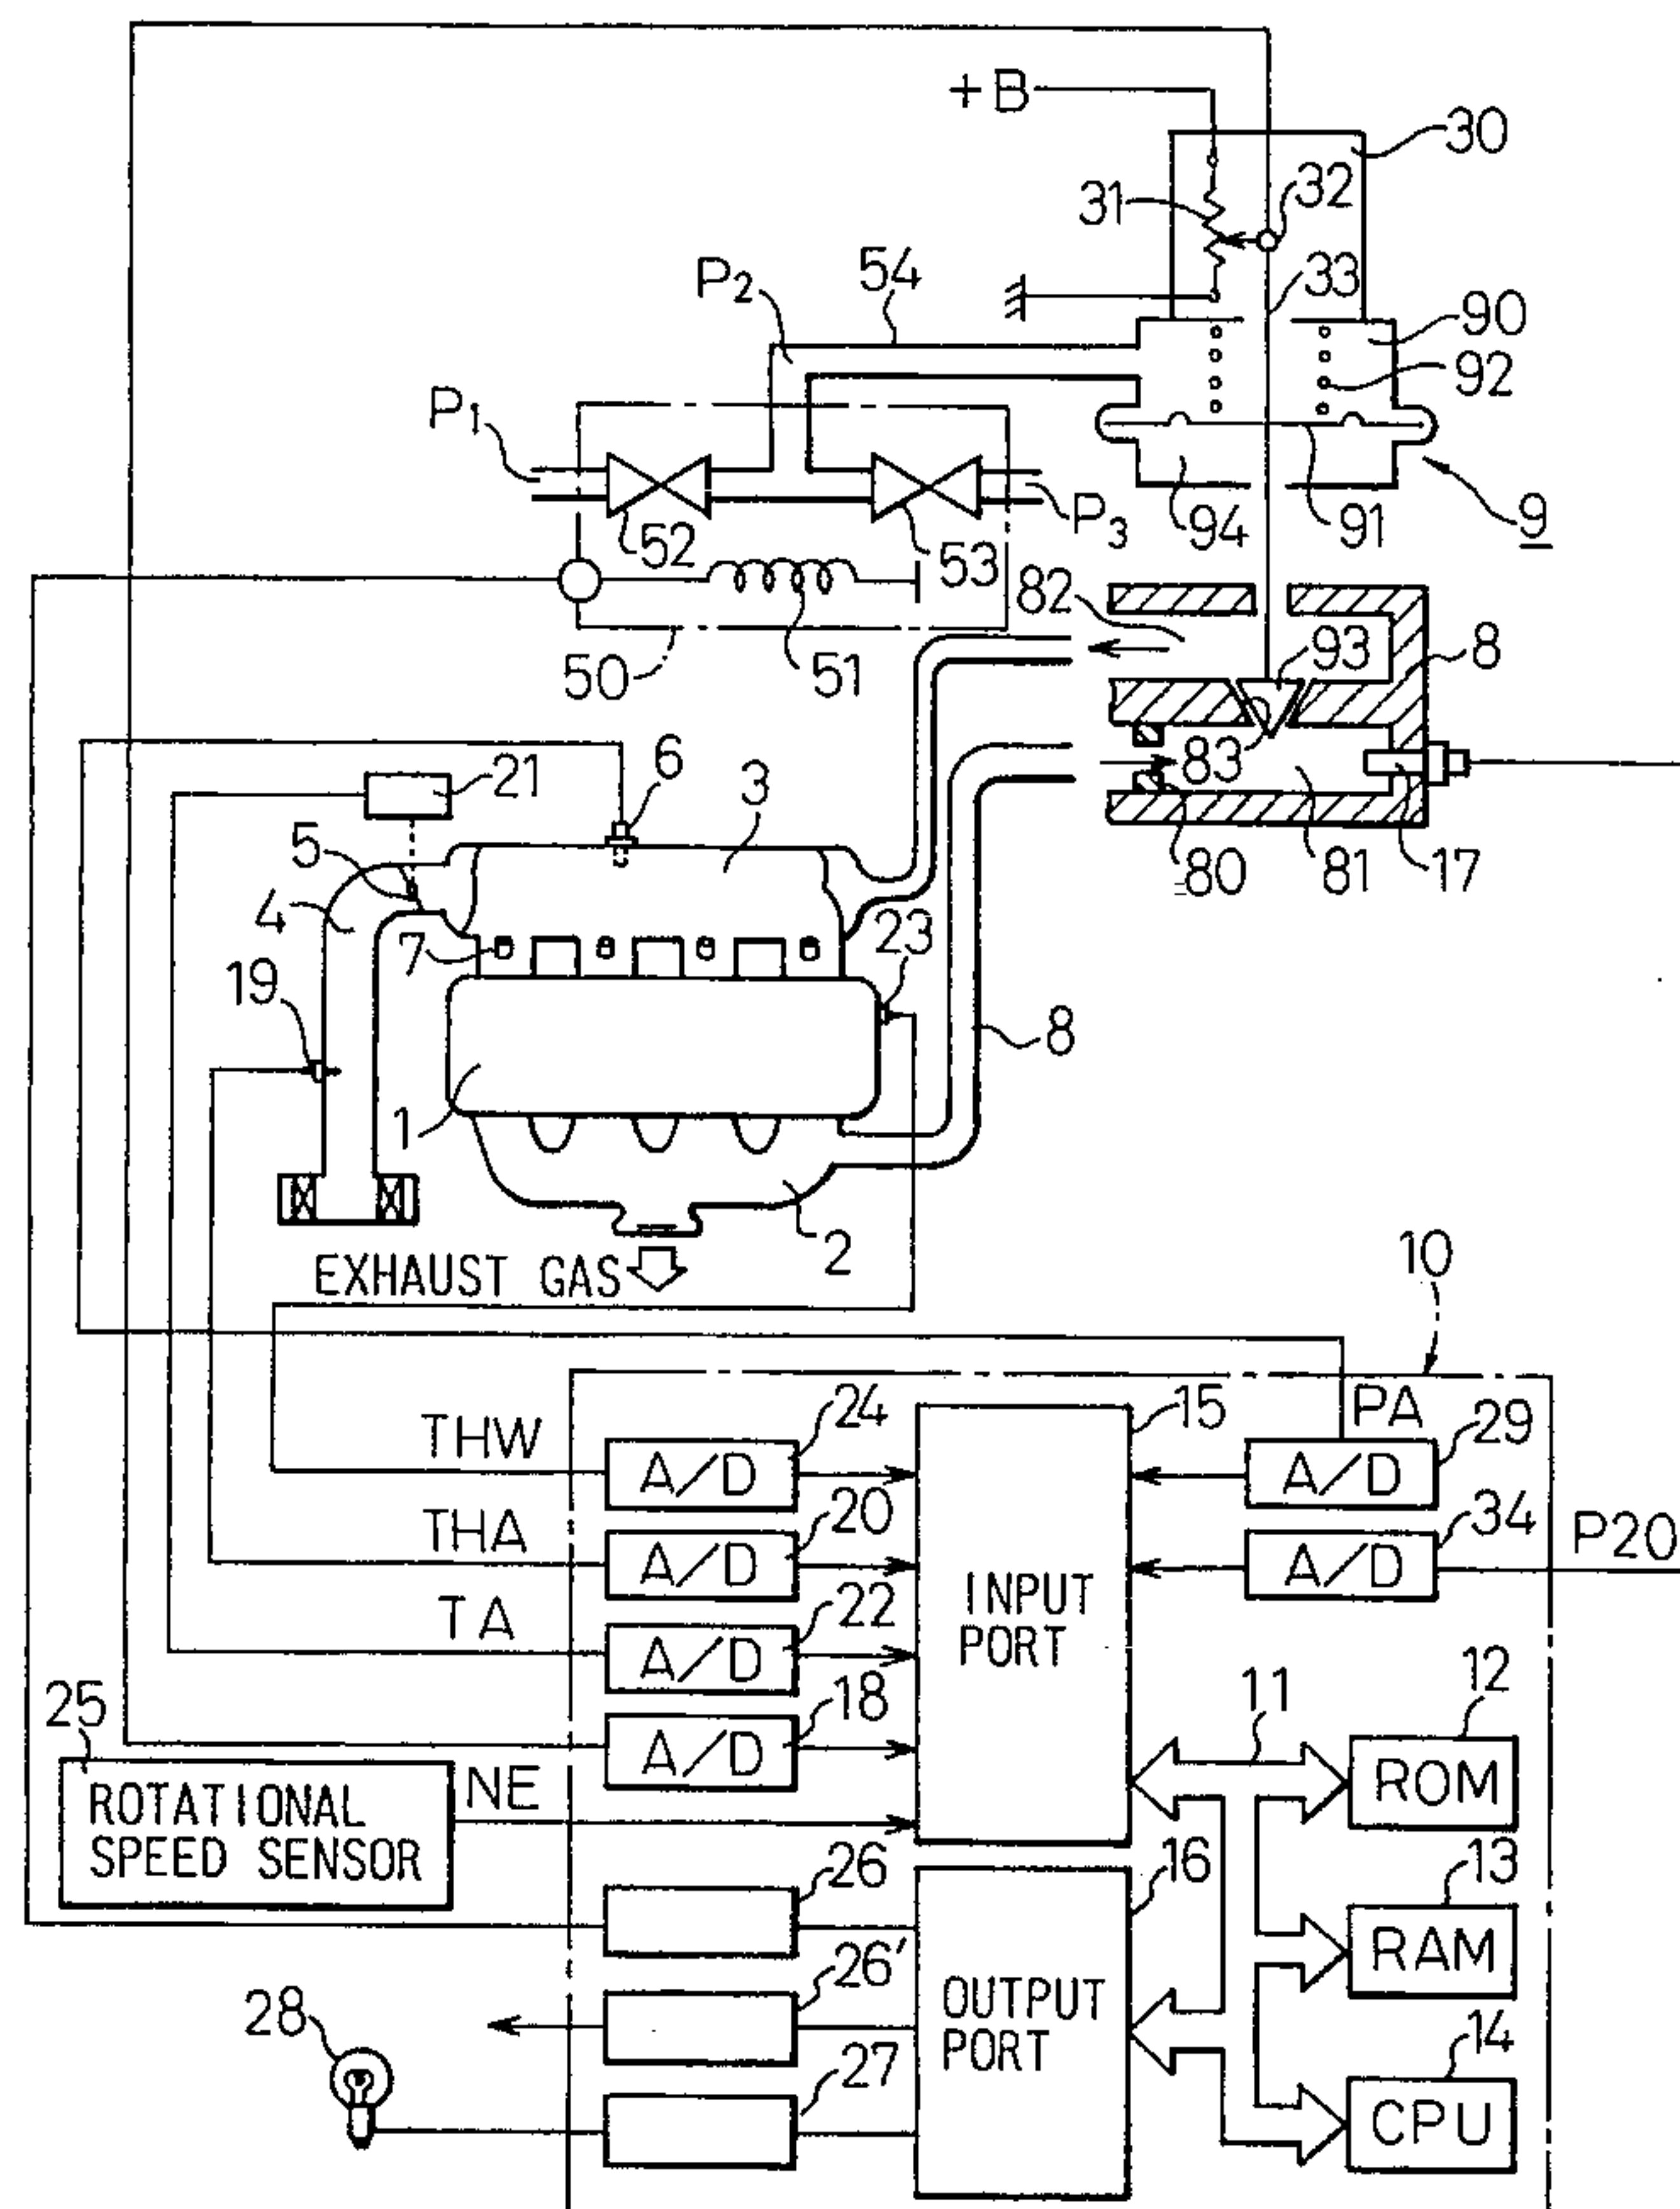 +B
30
31
32
33
P2
54
90
92
P1
52
53
P3
94
91
9
82
50
51
93
8
83
6
3
21
5
4
7
80
81
17
23
19
8
1
2
EXHAUST GAS
10
THW
24
15
PA
29
A/D
A/D
THA
20
34
P20
A/D
INPUT
PORT
A/D
TA
22
A/D
11
12
18
A/D
ROM
25
NE
ROTATIONAL
SPEED SENSOR
26
16
13
RAM
26'
OUTPUT
PORT
28
27
14
CPU